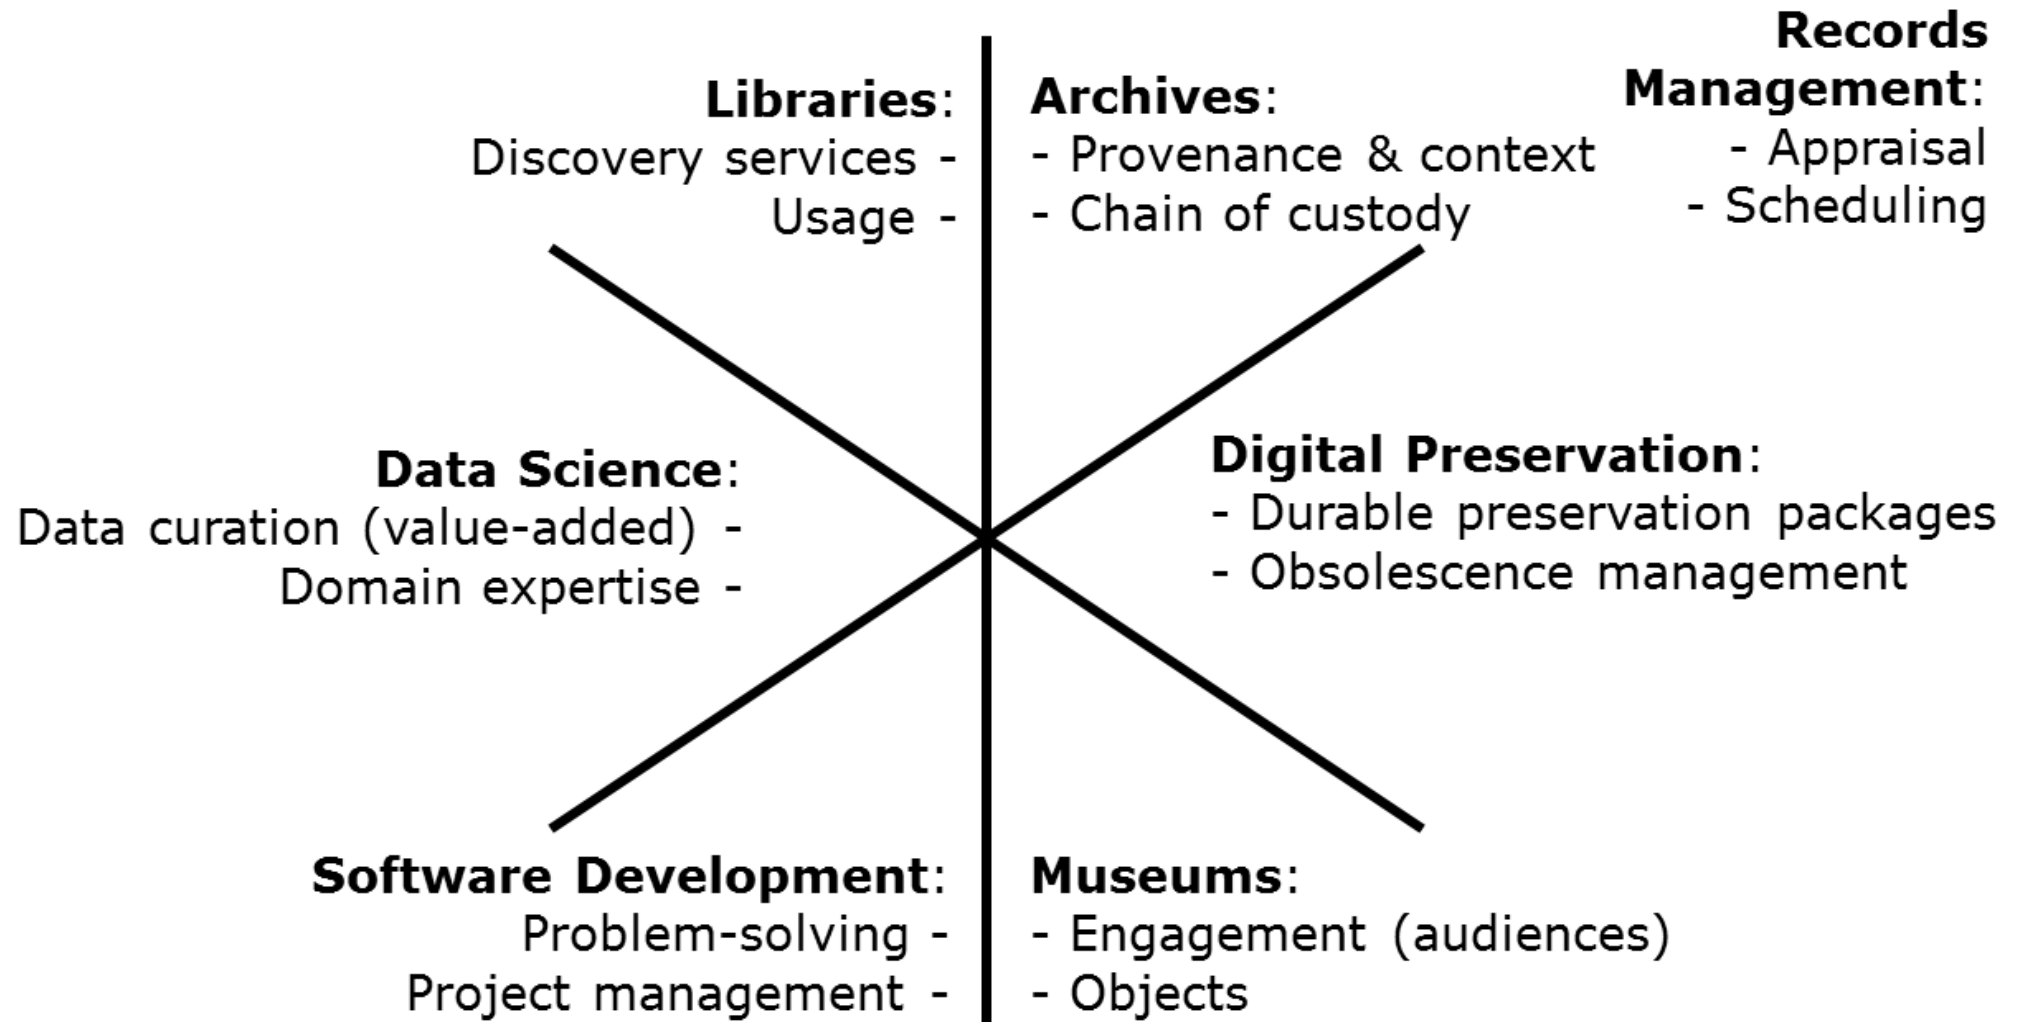 Libraries:
Discovery services -
Usage -
Archives:
- Provenance & context
- Chain of custody
Records
Management:
- Appraisal
- Scheduling
Data Science:
Data curation (value-added) -
Domain expertise -
Digital Preservation:
- Durable preservation packages
- Obsolescence management
Software Development:
Problem-solving -
Project management -
Museums:
- Engagement (audiences)
- Objects